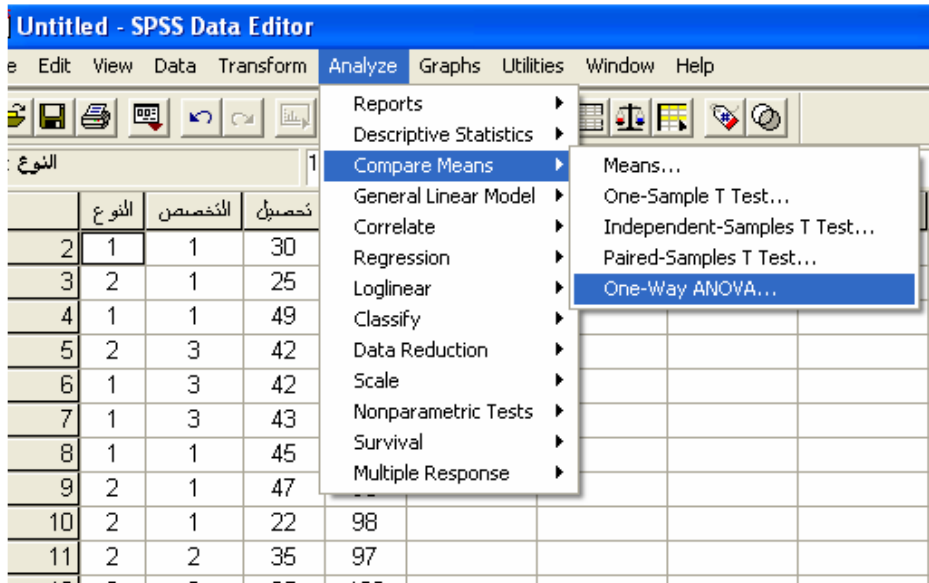 Untitled - SPSS Data Editor
Edit View Data Transform Analyze Graphs Utilities Window Help
النوع : 1
النوع التخصص تحصيل
2 1 1 30
3 2 1 25
4 1 1 49
5 2 3 42
6 1 3 42
7 1 3 43
8 1 1 45
9 2 1 47
10 2 1 22 98
11 2 2 35 97
Reports
Descriptive Statistics
Compare Means
General Linear Model
Correlate
Regression
Loglinear
Classify
Data Reduction
Scale
Nonparametric Tests
Survival
Multiple Response
Means...
One-Sample T Test...
Independent-Samples T Test...
Paired-Samples T Test...
One-Way ANOVA...